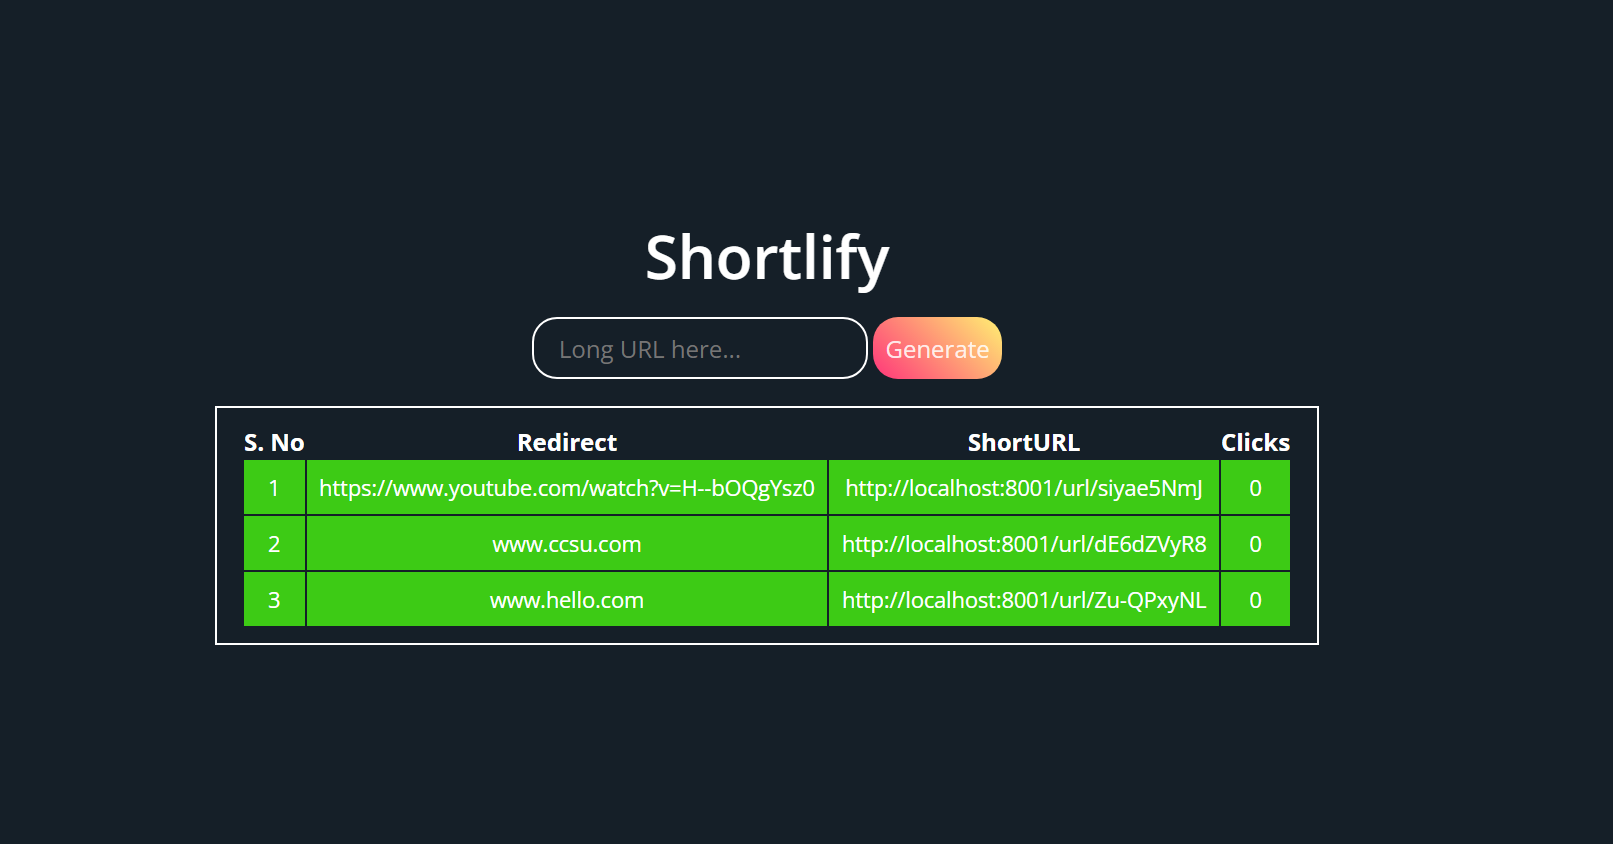 Shortlify
Long URL here...
Generate
S. No Redirect ShortURL Clicks
1 https://www.youtube.com/watch?v=H--bOQgYsz0 http://localhost:8001/url/siyae5NmJ 0
2 www.ccsu.com http://localhost:8001/url/dE6dZVyR8 0
3 www.hello.com http://localhost:8001/url/Zu-QPxyNL 0